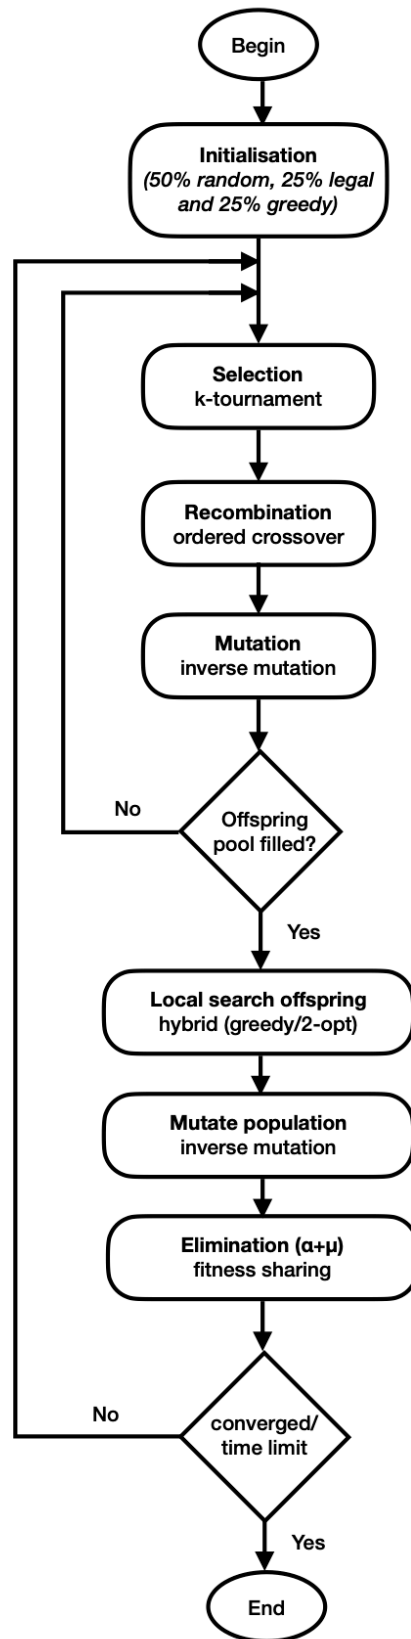 Begin
Initialisation
(50% random, 25% legal
and 25% greedy)
Selection
k-tournament
Recombination
ordered crossover
Mutation
inverse mutation
No
Offspring
pool filled?
Yes
Local search offspring
hybrid (greedy/2-opt)
Mutate population
inverse mutation
Elimination (α+μ)
fitness sharing
No
converged/
time limit
Yes
End